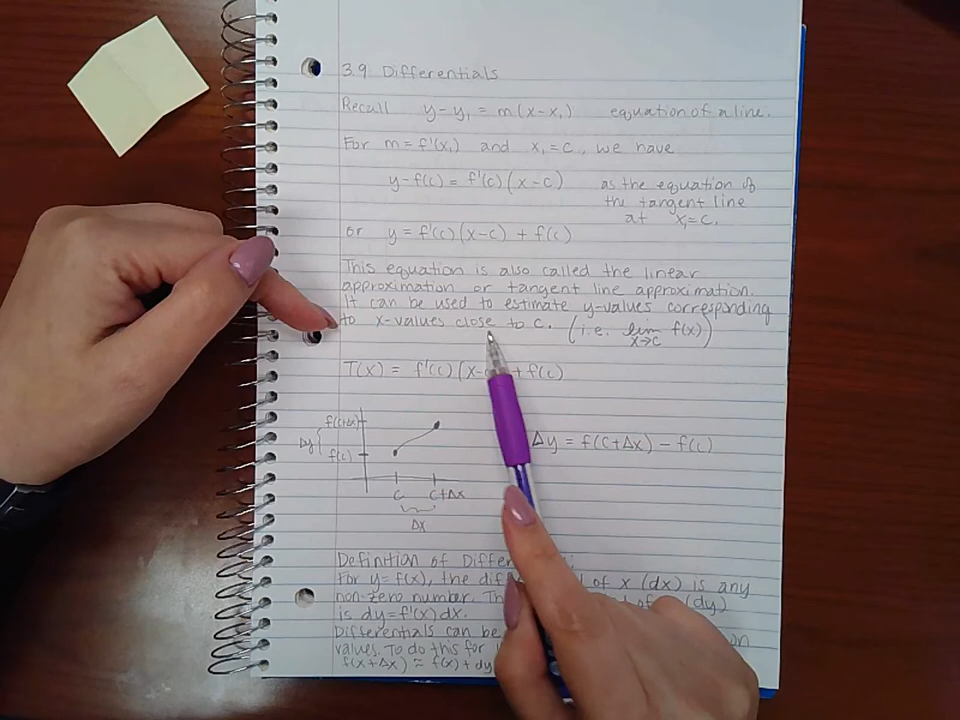 3.9 Differentials
Recall y-y₁ = m(x-x₁) equation of a line.
For m = f'(x₁) and x₁ = c, we have
y-f(c) = f'(c)(x-c) as the equation of
the tangent line
at x₁=c.
or y = f'(c)(x-c) + f(c)
This equation is also called the linear
approximation or tangent line approximation.
It can be used to estimate y-values corresponding
to x-values close to c. (i.e. lim f(x))
x→c
T(x) = f'(c)(x- + f(c)
f(c+Δx)
Δy
f(c)
Δy = f(c+Δx) - f(c)
c c+Δx
Δx
Definition of
For y=f(x), the of x (dx) is any
non-zero number. of (dy)
is dy=f'(x)dx.
Differentials can be
values. To do this for
f(x+Δx) ≈ f(x) + dy